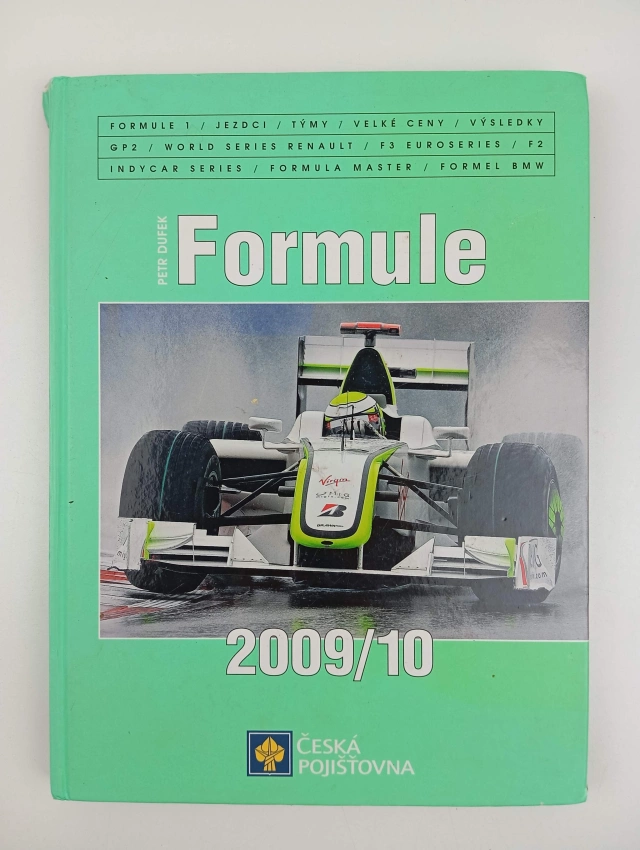 FORMULE 1 / JEZDCI / TÝMY / VELKÉ CENY / VÝSLEDKY
GP2 / WORLD SERIES RENAULT / F3 EUROSERIES / F2
INDYCAR SERIES / FORMULA MASTER / FORMEL BMW
PETR DUFEK
Formule
Virgin
2009/10
ČESKÁ
POJIŠŤOVNA